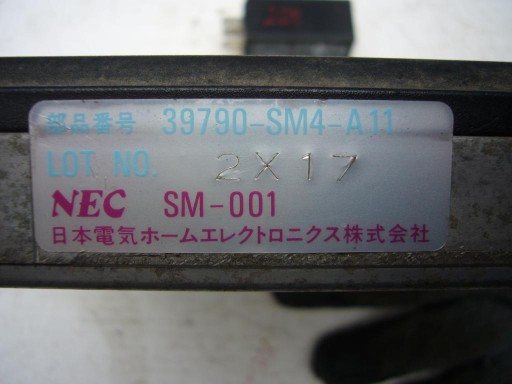 部品番号 39790-SM4-A11
LOT NO. 2X17
NEC SM-001
日本電気ホームエレクトロニクス株式会社